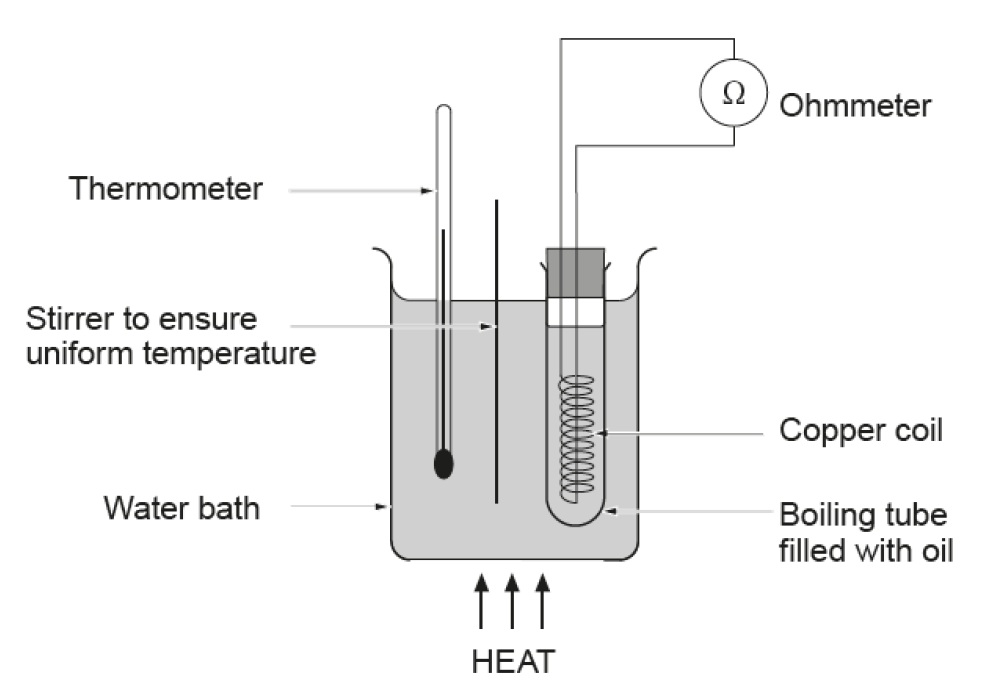 Ω
Ohmmeter
Thermometer
Stirrer to ensure
uniform temperature
Copper coil
Water bath
Boiling tube
filled with oil
HEAT